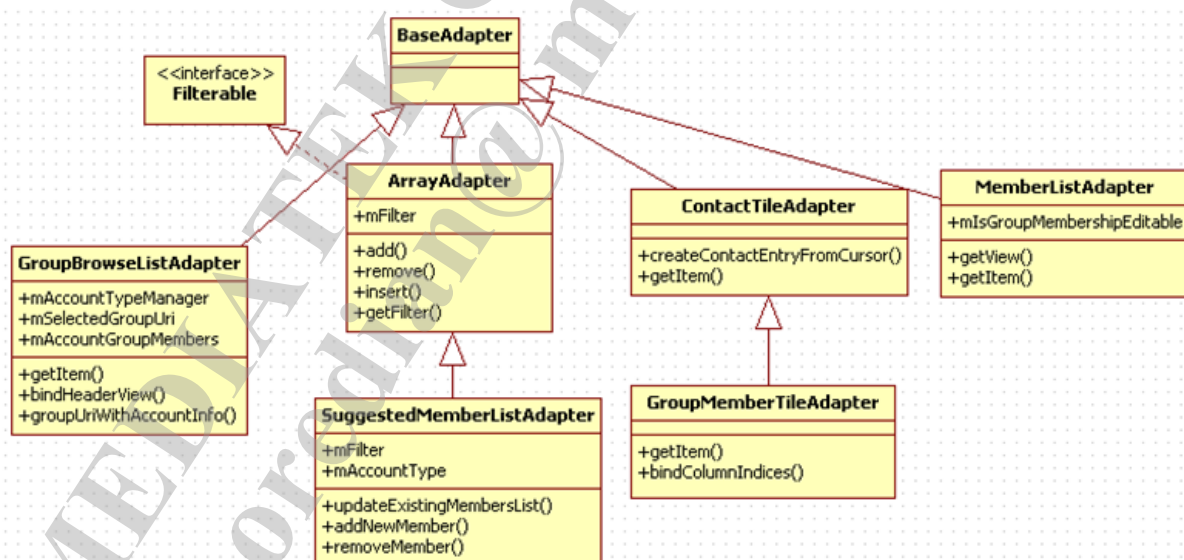 BaseAdapter
<<interface>>
Filterable
ArrayAdapter
+mFilter
+add()
+remove()
+insert()
+getFilter()
ContactTileAdapter
+createContactEntryFromCursor()
+getItem()
MemberListAdapter
+mIsGroupMembershipEditable
+getView()
+getItem()
GroupBrowseListAdapter
+mAccountTypeManager
+mSelectedGroupUri
+mAccountGroupMembers
+getItem()
+bindHeaderView()
+groupUriWithAccountInfo()
SuggestedMemberListAdapter
+mFilter
+mAccountType
+updateExistingMembersList()
+addNewMember()
+removeMember()
GroupMemberTileAdapter
+getItem()
+bindColumnIndices()
MEDIATEK